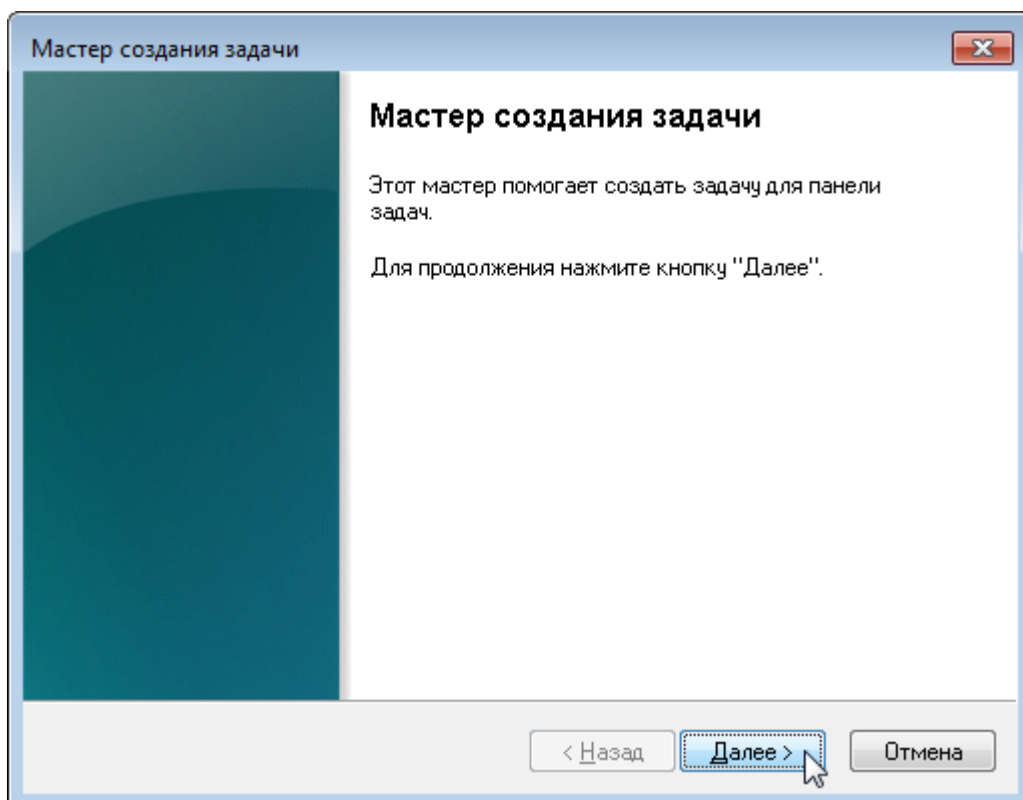 Мастер создания задачи
Мастер создания задачи
Этот мастер помогает создать задачу для панели
задач.
Для продолжения нажмите кнопку "Далее".
< Назад
Далее >
Отмена